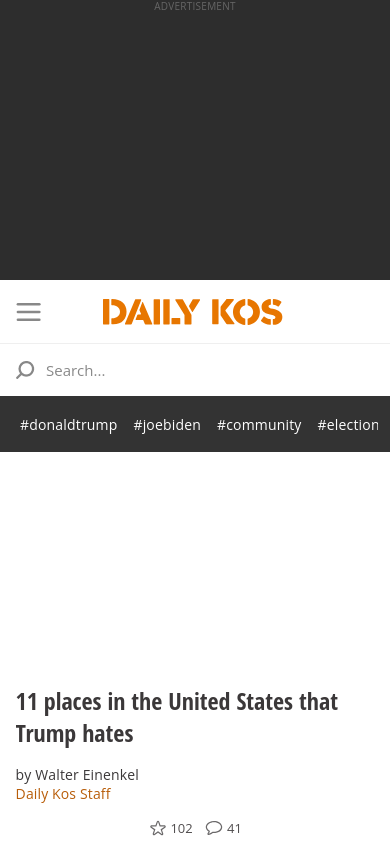 ADVERTISEMENT
DAILY KOS
Search...
#donaldtrump #joebiden #community #election
11 places in the United States that
Trump hates
by Walter Einenkel
Daily Kos Staff
102 41